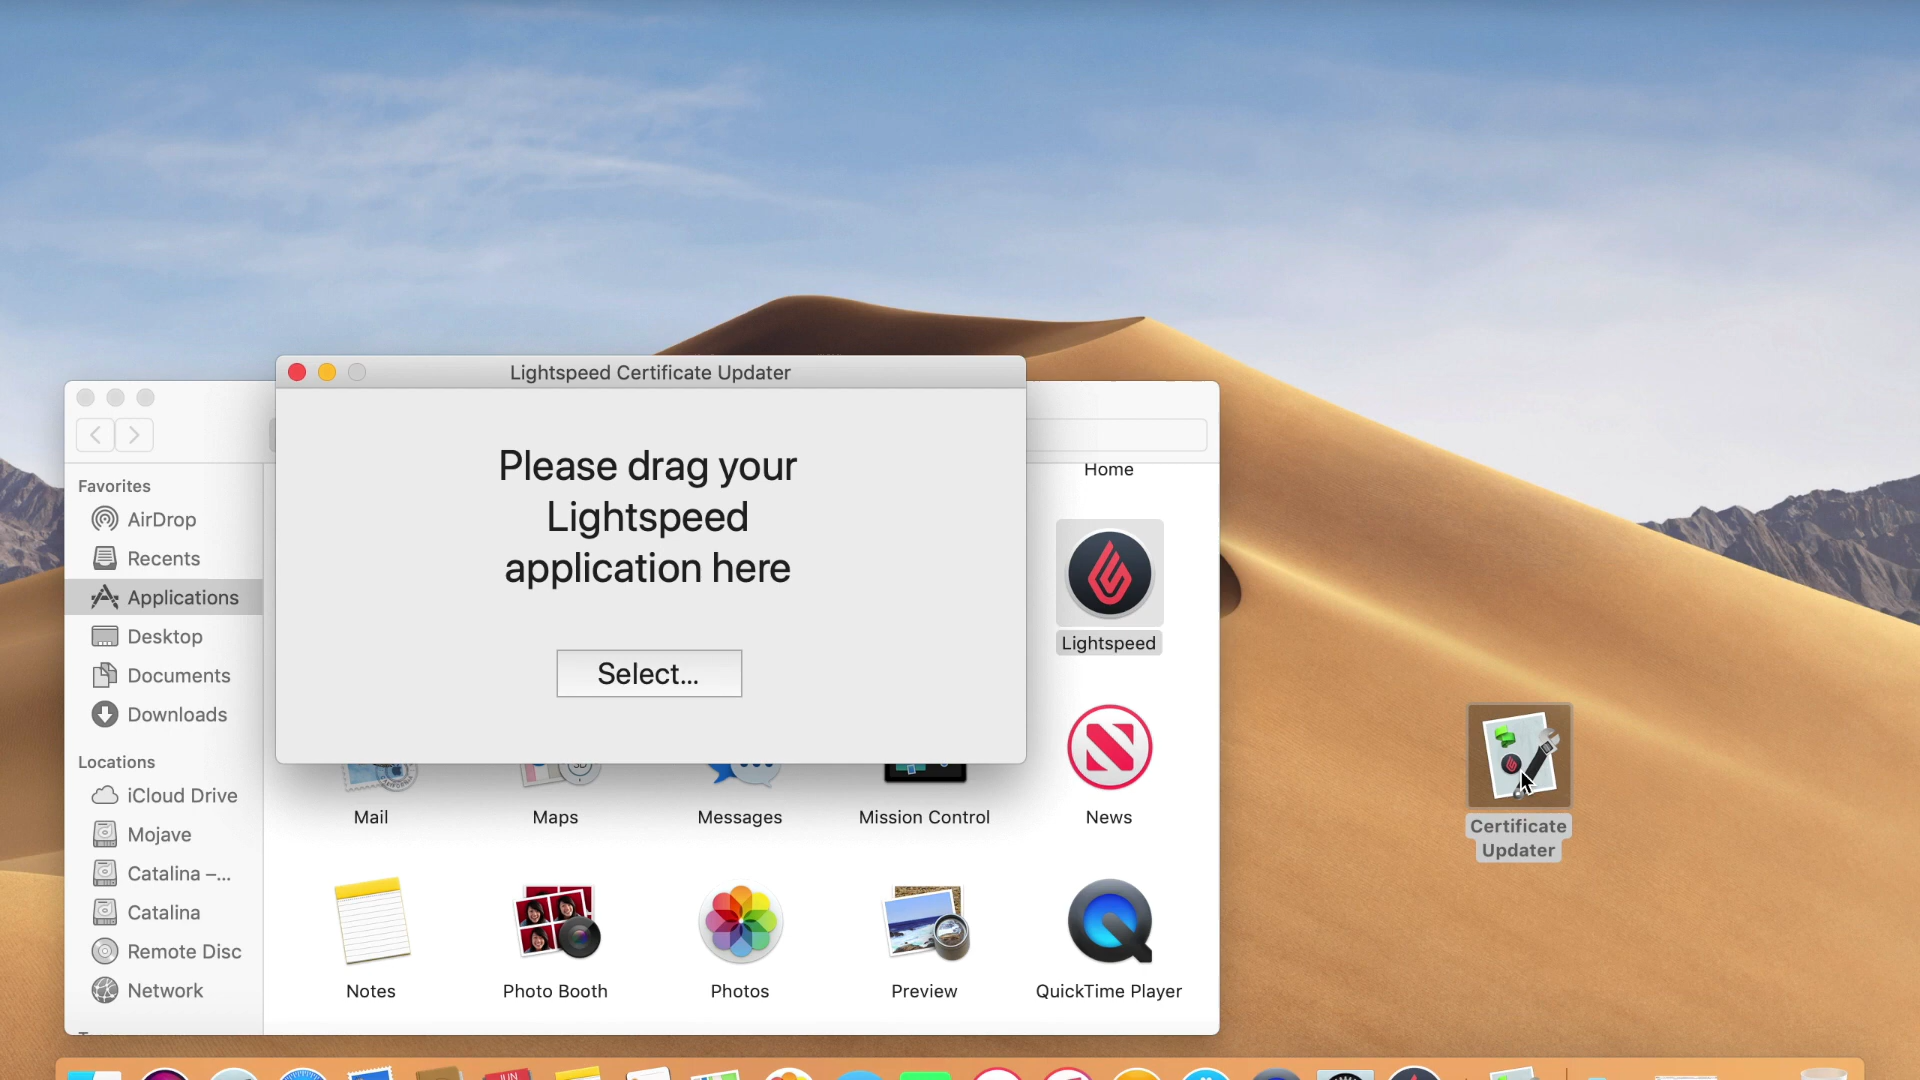 Lightspeed Certificate Updater
Please drag your
Lightspeed
application here
Select...
Home
Lightspeed
Favorites
AirDrop
Recents
Applications
Desktop
Documents
Downloads
Locations
iCloud Drive
Mojave
Catalina –...
Catalina
Remote Disc
Network
Mail
Maps
Messages
Mission Control
News
Notes
Photo Booth
Photos
Preview
QuickTime Player
Certificate
Updater
JUN